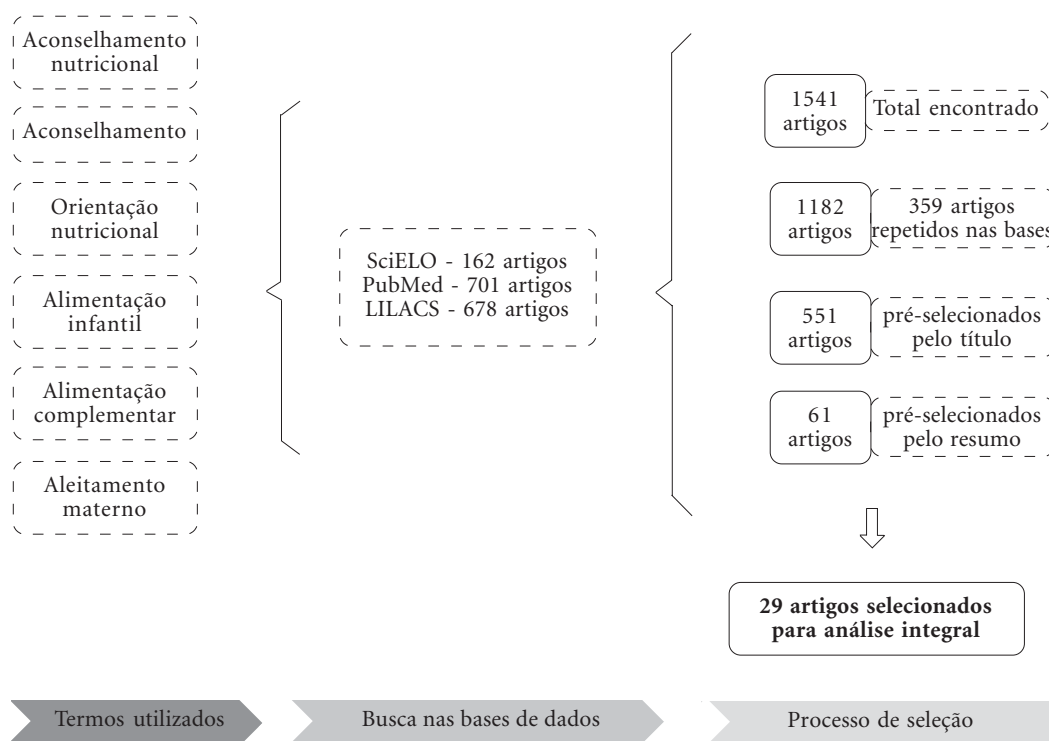 Aconselhamento
nutricional
Aconselhamento
Orientação
nutricional
Alimentação
infantil
Alimentação
complementar
Aleitamento
materno
SciELO - 162 artigos
PubMed - 701 artigos
LILACS - 678 artigos
1541
artigos
Total encontrado
1182
artigos
359 artigos
repetidos nas bases
551
artigos
pré-selecionados
pelo título
61
artigos
pré-selecionados
pelo resumo
29 artigos selecionados
para análise integral
Termos utilizados
Busca nas bases de dados
Processo de seleção